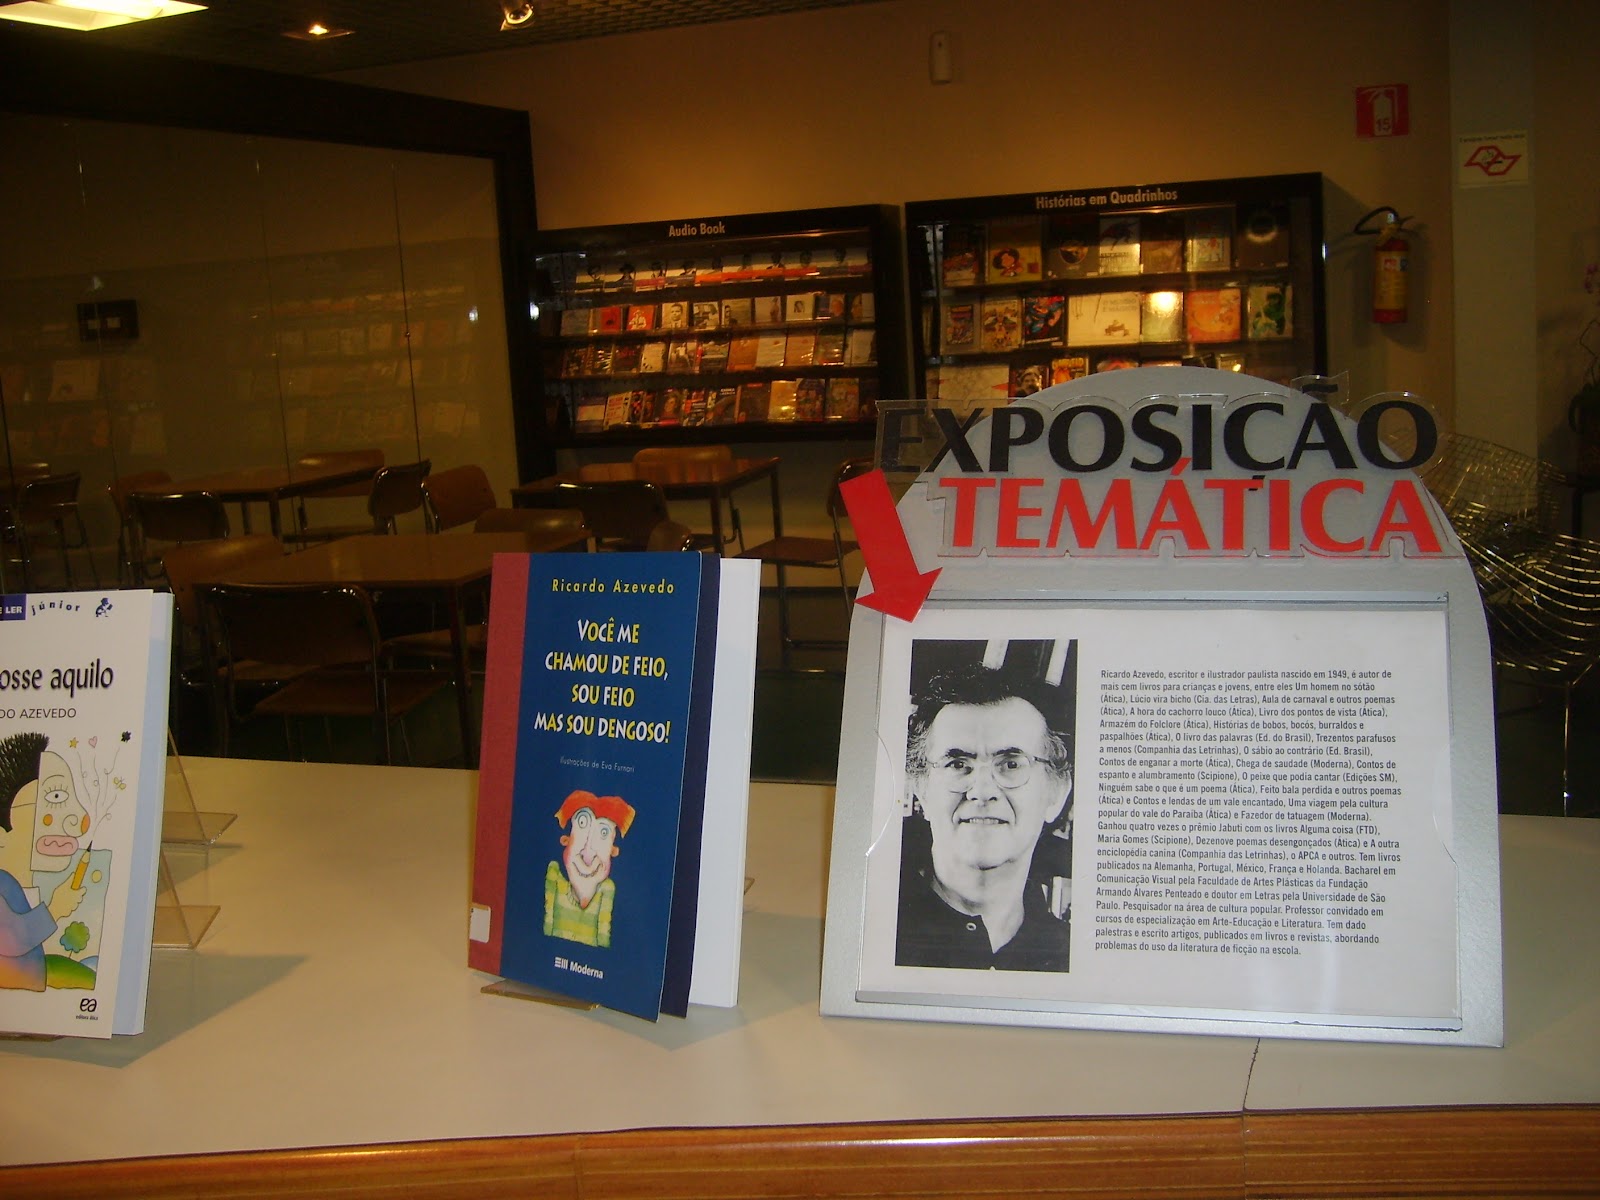 15
Audio Book
Histórias em Quadrinhos
EXPOSIÇÃO
TEMÁTICA
Ricardo Azevedo, escritor e ilustrador paulista nascido em 1949, é autor de
mais cem livros para crianças e jovens, entre eles Um homem no sótão
(Ática), Lúcio vira bicho (Cia. das Letras), Aula de carnaval e outros poemas
(Ática), A hora do cachorro louco (Ática), Livro dos pontos de vista (Ática),
Armazém do Folclore (Ática), Histórias de bobos, bocós, burraldos e
paspalhões (Ática), O livro das palavras (Ed. do Brasil), Trezentos parafusos
a menos (Companhia das Letrinhas), O sábio ao contrário (Ed. Brasil),
Contos de enganar a morte (Ática), Chega de saudade (Moderna), Contos de
espanto e alumbramento (Scipione), O peixe que podia cantar (Edições SM),
Ninguém sabe o que é um poema (Ática), Feito bala perdida e outros poemas
(Ática) e Contos e lendas de um vale encantado, Uma viagem pela cultura
popular do vale do Paraíba (Ática) e Fazedor de tatuagem (Moderna).
Ganhou quatro vezes o prêmio Jabuti com os livros Alguma coisa (FTD),
Maria Gomes (Scipione), Dezenove poemas desengonçados (Ática) e A outra
enciclopédia canina (Companhia das Letrinhas), o APCA e outros. Tem livros
publicados na Alemanha, Portugal, México, França e Holanda. Bacharel em
Comunicação Visual pela Faculdade de Artes Plásticas da Fundação
Armando Álvares Penteado e doutor em Letras pela Universidade de São
Paulo. Pesquisador na área de cultura popular. Professor convidado em
cursos de especialização em Arte-Educação e Literatura. Tem dado
palestras e escrito artigos, publicados em livros e revistas, abordando
problemas do uso da literatura de ficção na escola.
Ricardo Azevedo
VOCÊ ME
CHAMOU DE FEIO,
SOU FEIO
MAS SOU DENGOSO!
ilustrações de Eva Furnari
Moderna
E LER júnior
osse aquilo
DO AZEVEDO
ea
editora ática